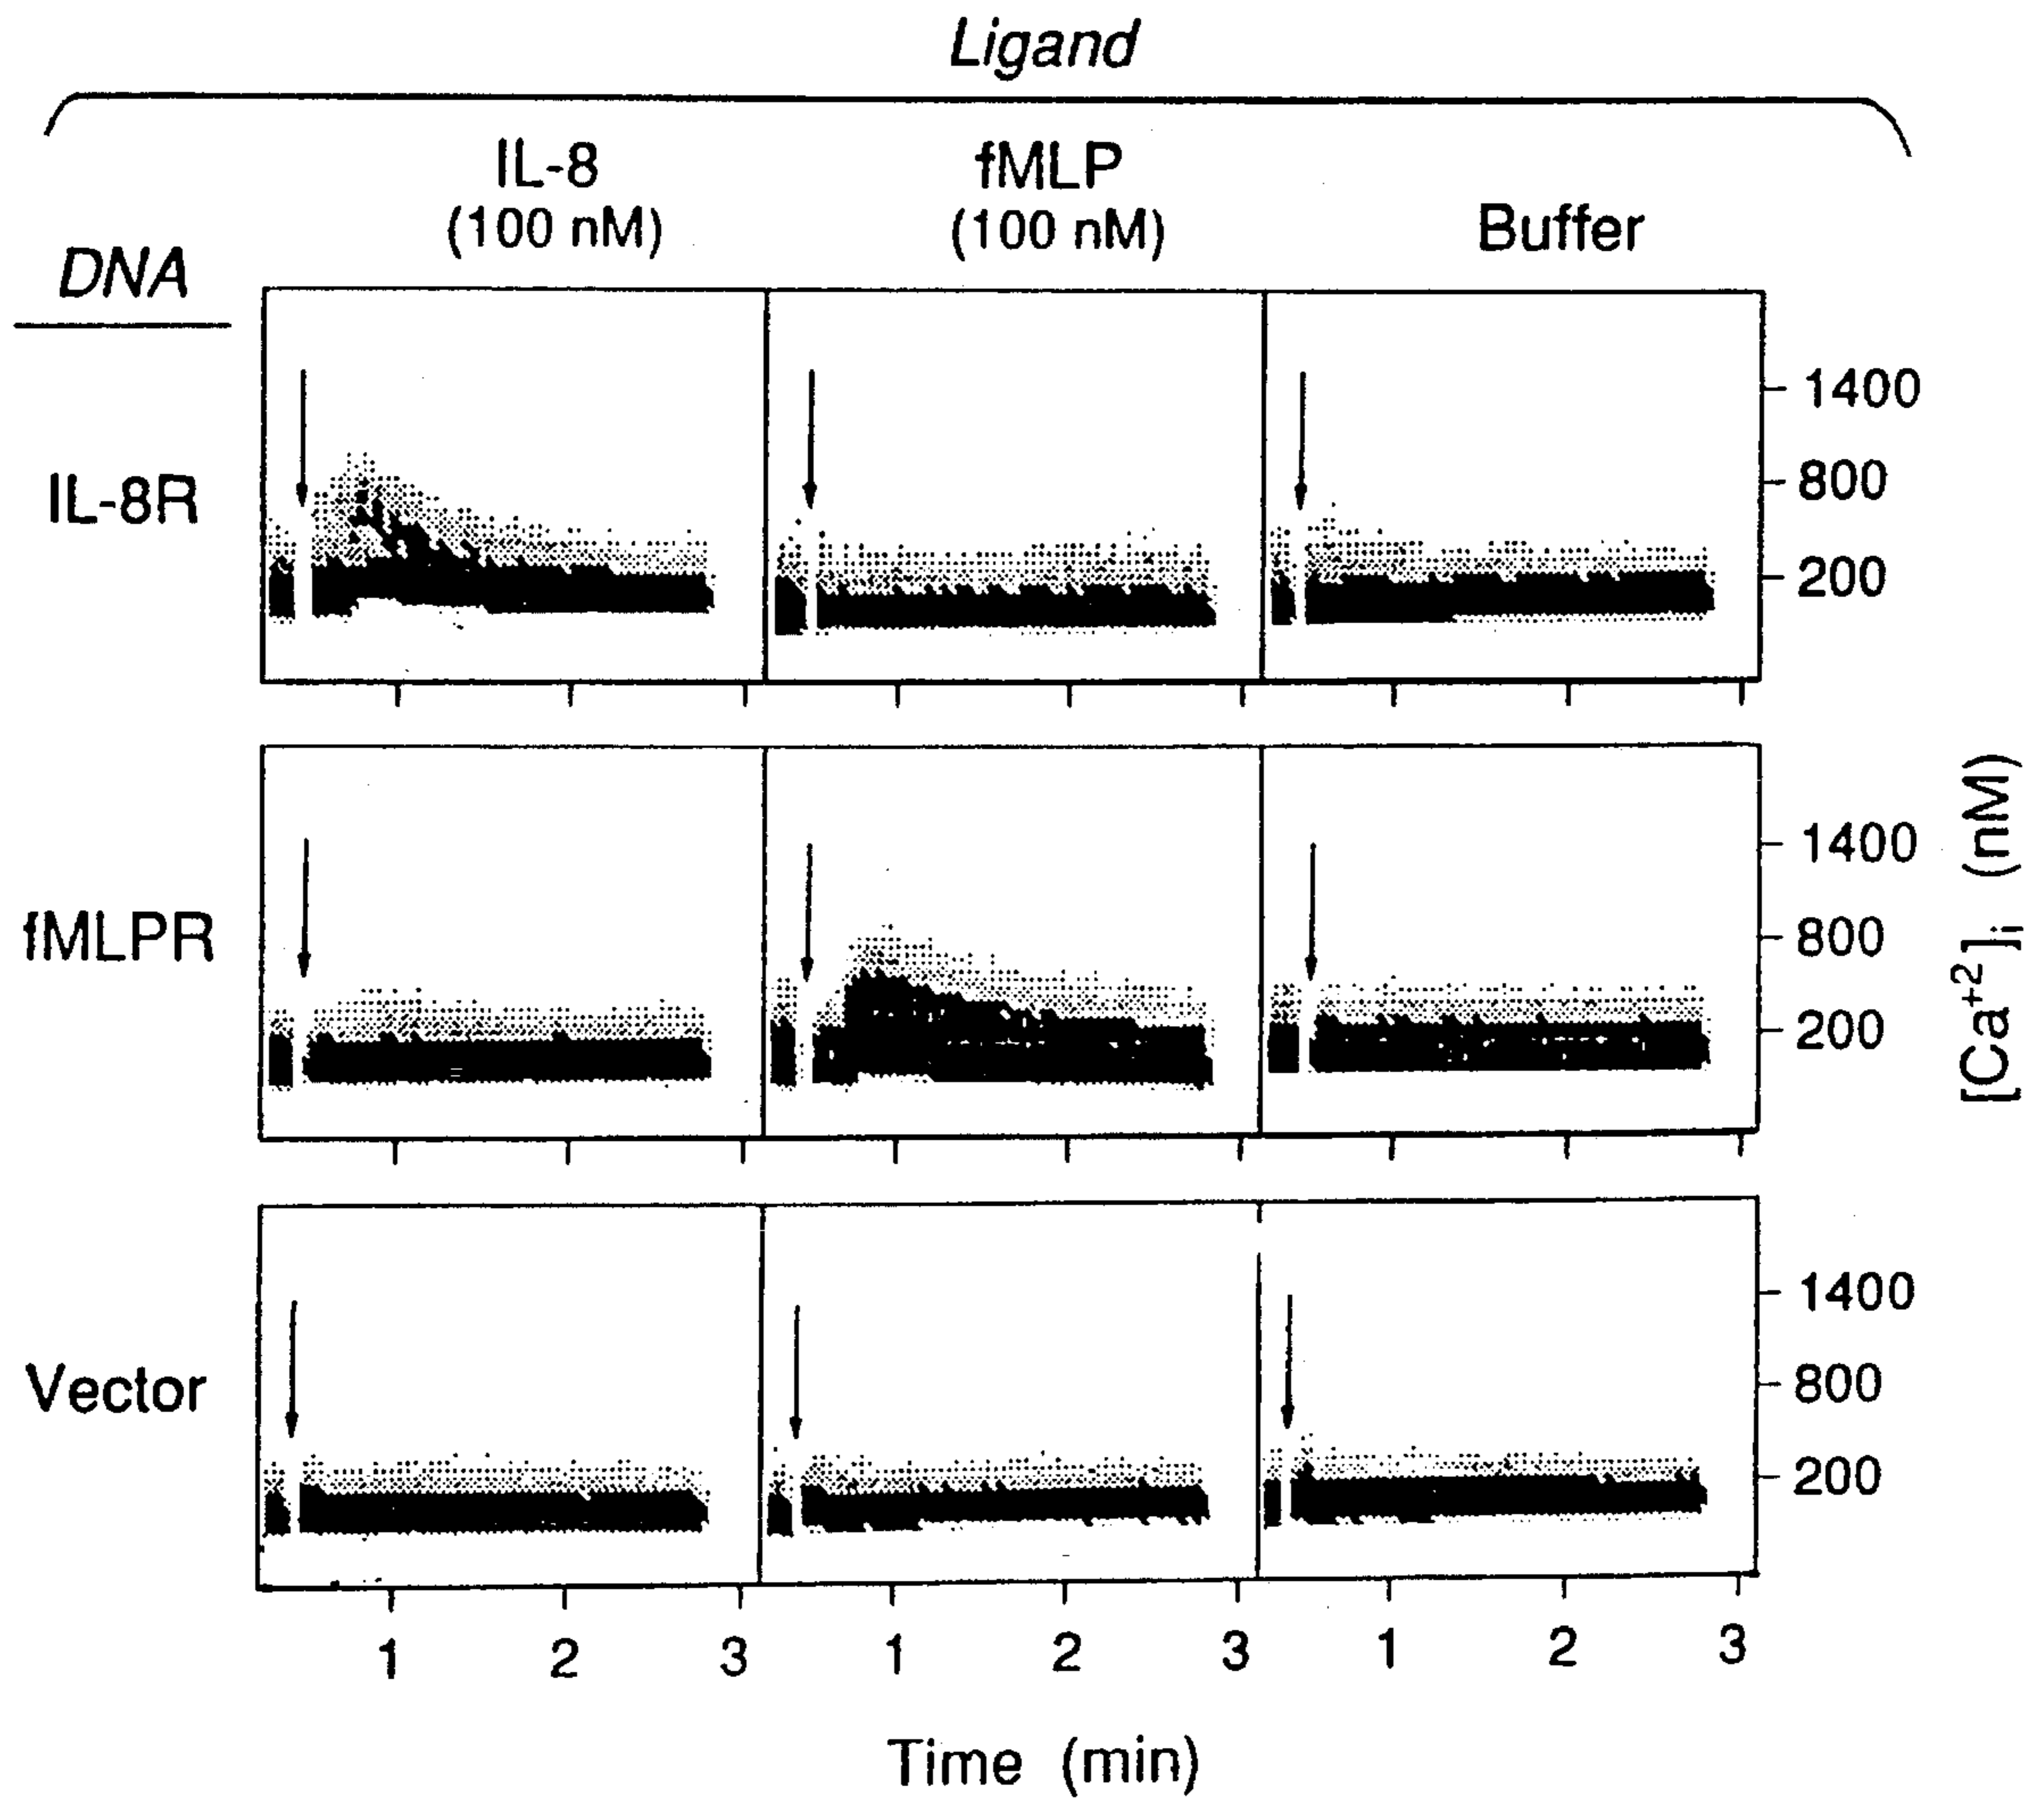 Ligand
IL-8 fMLP
(100 nM) (100 nM) Buffer
DNA
1400
IL-8R 800
200
1400
fMLPR 800
200
[Ca+2]i (nM)
1400
Vector 800
200
1 2 3 1 2 3 1 2 3
Time (min)